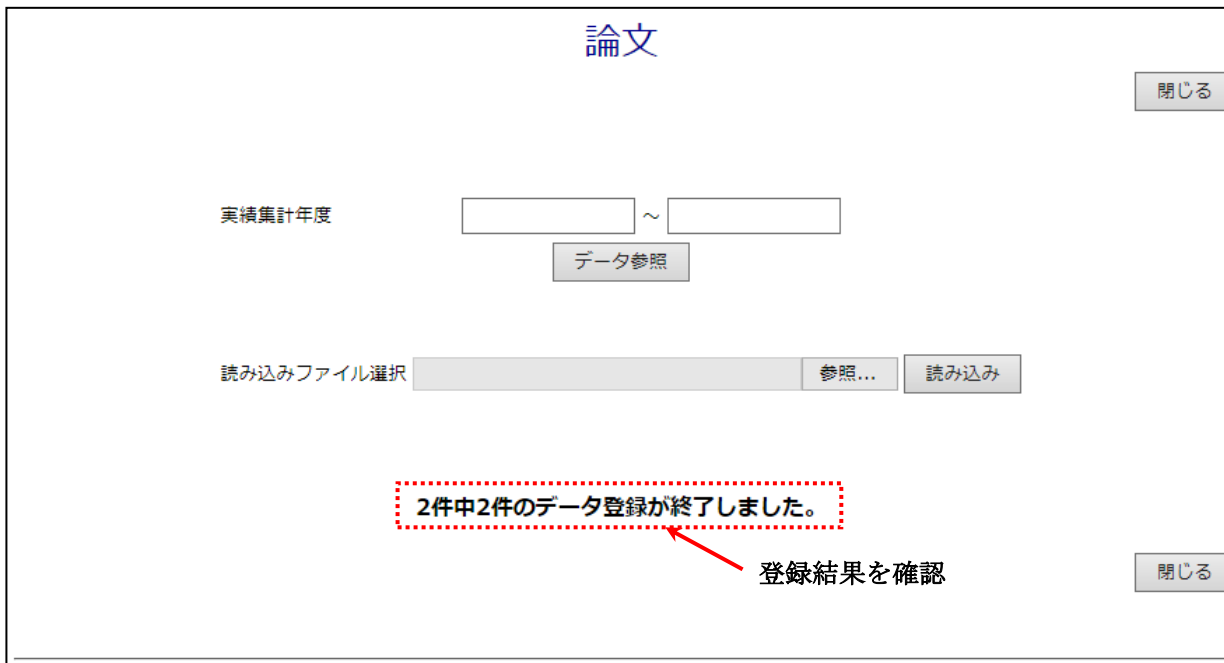 論文
閉じる
実績集計年度 ～
データ参照
読み込みファイル選択 参照... 読み込み
2件中2件のデータ登録が終了しました。
登録結果を確認
閉じる